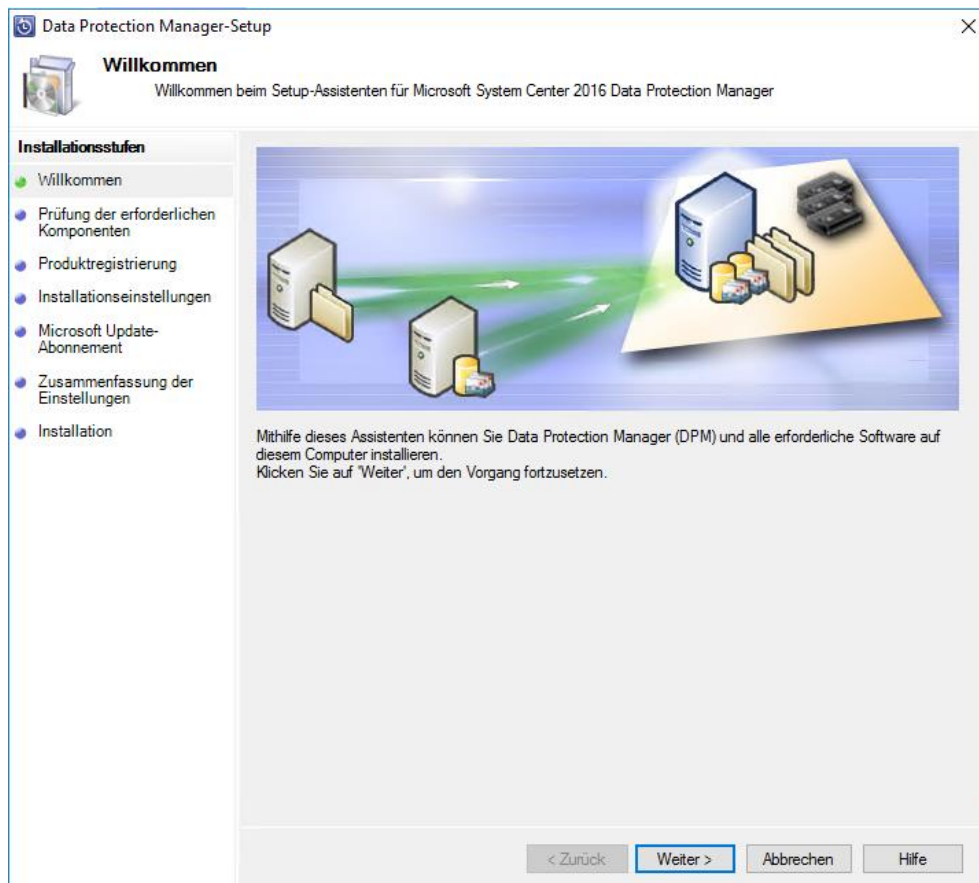 Data Protection Manager-Setup
Willkommen
Willkommen beim Setup-Assistenten für Microsoft System Center 2016 Data Protection Manager
Installationsstufen
Willkommen
Prüfung der erforderlichen
Komponenten
Produktregistrierung
Installationseinstellungen
Microsoft Update-
Abonnement
Zusammenfassung der
Einstellungen
Installation
Mithilfe dieses Assistenten können Sie Data Protection Manager (DPM) und alle erforderliche Software auf
diesem Computer installieren.
Klicken Sie auf 'Weiter', um den Vorgang fortzusetzen.
< Zurück
Weiter >
Abbrechen
Hilfe